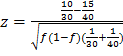 z = (10/30 - 15/40) / √(f(1-f)(1/30 + 1/40))